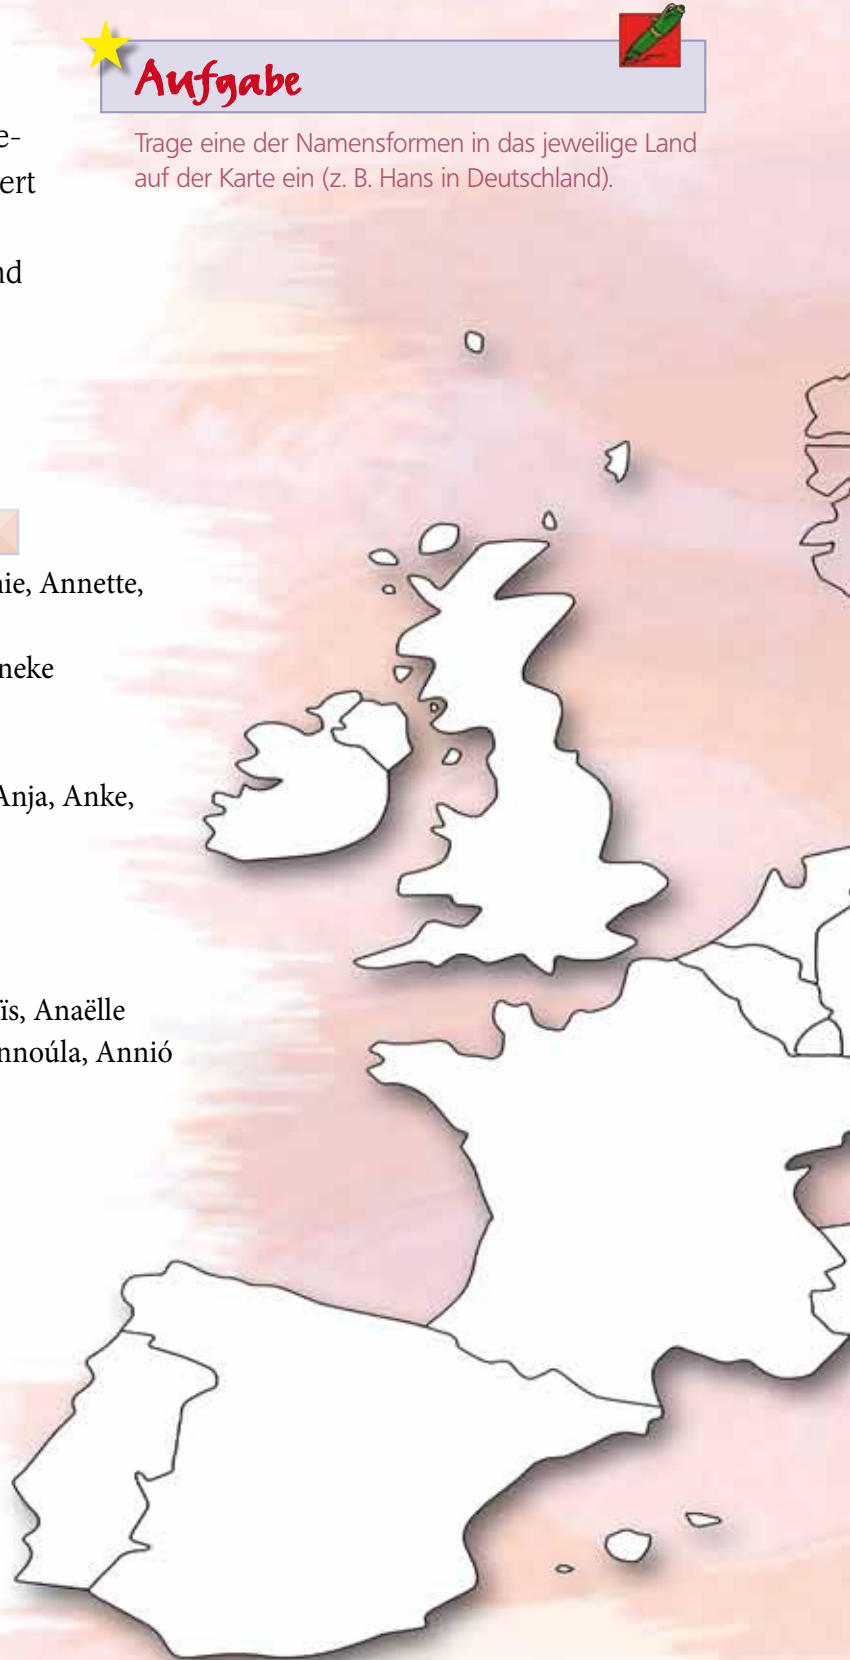 Aufgabe
Trage eine der Namensformen in das jeweilige Land
auf der Karte ein (z. B. Hans in Deutschland).
e-
ert
nd
nie, Annette,
neke
Anja, Anke,
ïs, Anaëlle
nnoúla, Annió